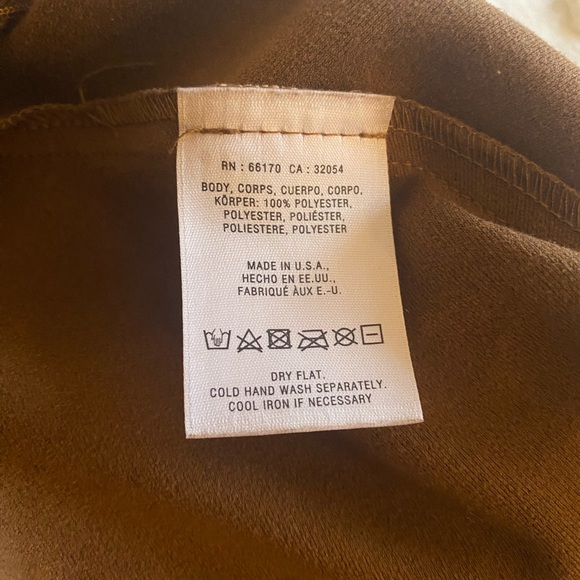 RN : 66170 CA : 32054
BODY, CORPS, CUERPO, CORPO,
KÖRPER: 100% POLYESTER,
POLYESTER, POLIÉSTER,
POLIESTERE, POLYESTER
MADE IN U.S.A.,
HECHO EN EE.UU.,
FABRIQUÉ ÀUX E.-U.
DRY FLAT.
COLD HAND WASH SEPARATELY.
COOL IRON IF NECESSARY